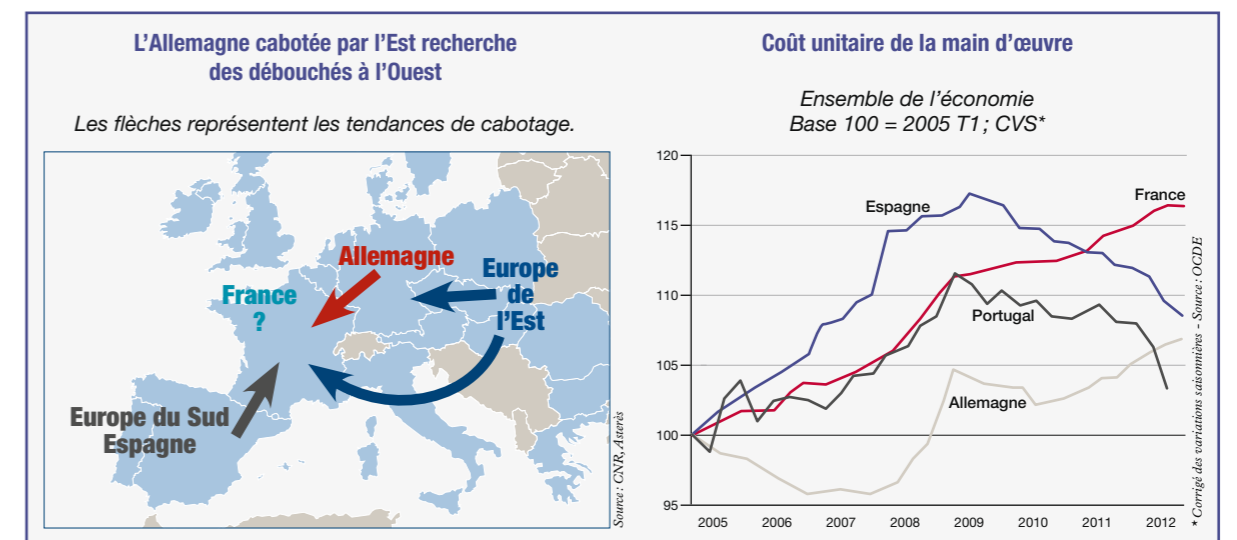 L’Allemagne cabotée par l’Est recherche
des débouchés à l’Ouest
Les flèches représentent les tendances de cabotage.
Allemagne
France
?
Europe
de
l’Est
Europe du Sud
Espagne
Source : CNR, Asterès
Coût unitaire de la main d’œuvre
Ensemble de l’économie
Base 100 = 2005 T1 ; CVS*
120
115
110
105
100
95
Espagne
France
Portugal
Allemagne
2005 2006 2007 2008 2009 2010 2011 2012
* Corrigé des variations saisonnières - Source : OCDE